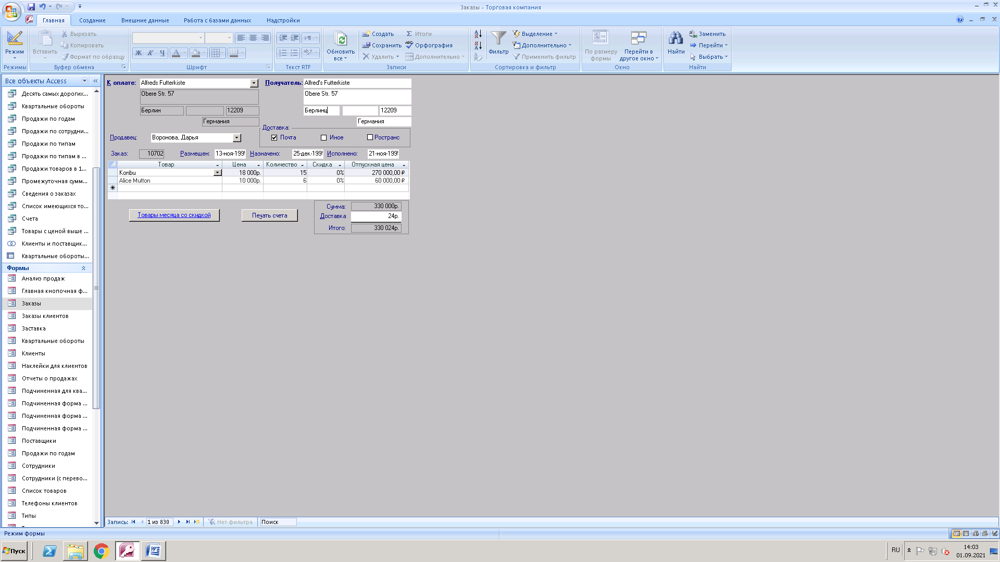 Заказы - Торговая компания
Главная Создание Внешние данные Работа с базами данных Надстройки
Режим
Режимы
Вставить
Вырезать
Копировать
Формат по образцу
Буфер обмена
Ж К Ч А
Шрифт
Текст RTF
Обновить
все
Создать
Сохранить
Удалить
Итоги
Орфография
Дополнительно
Записи
Фильтр
Выделение
Дополнительно
Применить фильтр
Сортировка и фильтр
По размеру
формы
Перейти в
другое окно
Окно
Найти
Заменить
Перейти
Выбрать
Найти
Все объекты Access
Десять самых дорогих...
Квартальные обороты
Продажи по годам
Продажи по сотрудни...
Продажи по типам
Продажи по типам в ...
Продажи товаров в 1...
Промежуточная сумм...
Сведения о заказах
Список имеющихся то...
Счета
Товары с ценой выше ...
Клиенты и поставщик...
Квартальные обороты...
Формы
Анализ продаж
Главная кнопочная ф...
Заказы
Заказы клиентов
Заставка
Квартальные обороты
Клиенты
Наклейки для клиентов
Отчеты о продажах
Подчиненная для ква...
Подчиненная форма ...
Подчиненная форма ...
Подчиненная форма ...
Поставщики
Продажи по годам
Сотрудники
Сотрудники (с перево...
Список товаров
Телефоны клиентов
Типы
К оплате: Alfreds Futterkiste
Obere Str. 57
Берлин 12209
Германия
Получатель: Alfred's Futterkiste
Obere Str. 57
Берлинц 12209
Германия
Продавец: Воронова, Дарья
Доставка:
Почта Иное Ространс
Заказ: 10702 Размещен: 13-ноя-199 Назначено: 25-дек-199 Исполнено: 21-ноя-199
Товар Цена Количество Скидка Отпускная цена
Konbu 18 000р. 15 0% 270 000,00 ₽
Alice Mutton 10 000р. 6 0% 60 000,00 ₽
Товары месяца со скидкой
Печать счета
Сумма: 330 000р.
Доставка 24р.
Итого: 330 024р.
Запись: 1 из 830 Нет фильтра Поиск
Режим формы
Пуск
RU
14:03
01.09.2021